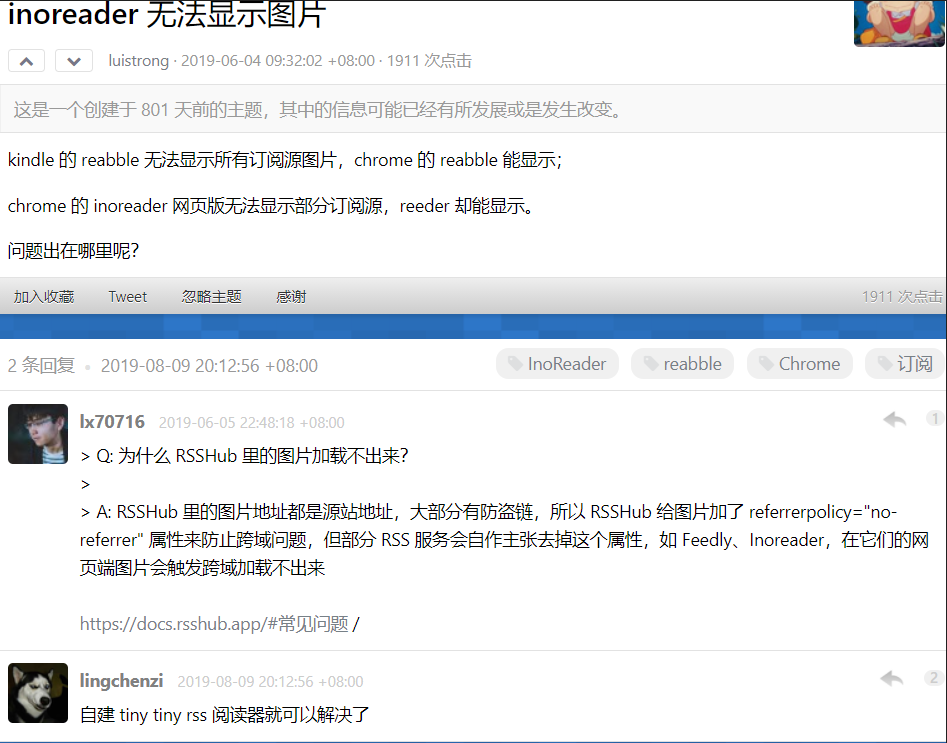 inoreader 无法显示图片
luistrong · 2019-06-04 09:32:02 +08:00 · 1911 次点击
这是一个创建于 801 天前的主题，其中的信息可能已经有所发展或是发生改变。
kindle 的 reabble 无法显示所有订阅源图片，chrome 的 reabble 能显示；
chrome 的 inoreader 网页版无法显示部分订阅源，reeder 却能显示。
问题出在哪里呢？
加入收藏 Tweet 忽略主题 感谢 1911 次点击
2 条回复 • 2019-08-09 20:12:56 +08:00 InoReader reabble Chrome 订阅
lx70716 2019-06-05 22:48:18 +08:00 1
> Q: 为什么 RSSHub 里的图片加载不出来？
>
> A: RSSHub 里的图片地址都是源站地址，大部分有防盗链，所以 RSSHub 给图片加了 referrerpolicy="no-
referrer" 属性来防止跨域问题，但部分 RSS 服务会自作主张去掉这个属性，如 Feedly、Inoreader，在它们的网
页端图片会触发跨域加载不出来
https://docs.rsshub.app/#常见问题 /
lingchenzi 2019-08-09 20:12:56 +08:00 2
自建 tiny tiny rss 阅读器就可以解决了